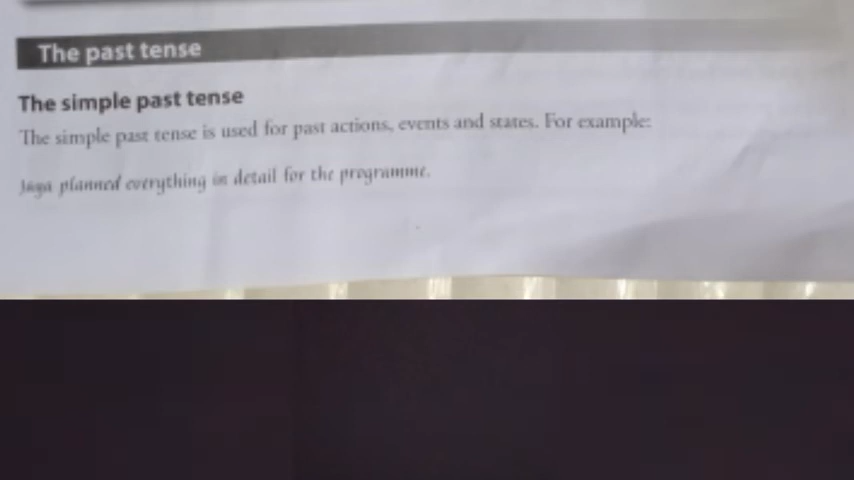 The past tense
The simple past tense
The simple past tense is used for past actions, events and states. For example:
Jaya planned everything in detail for the programme.